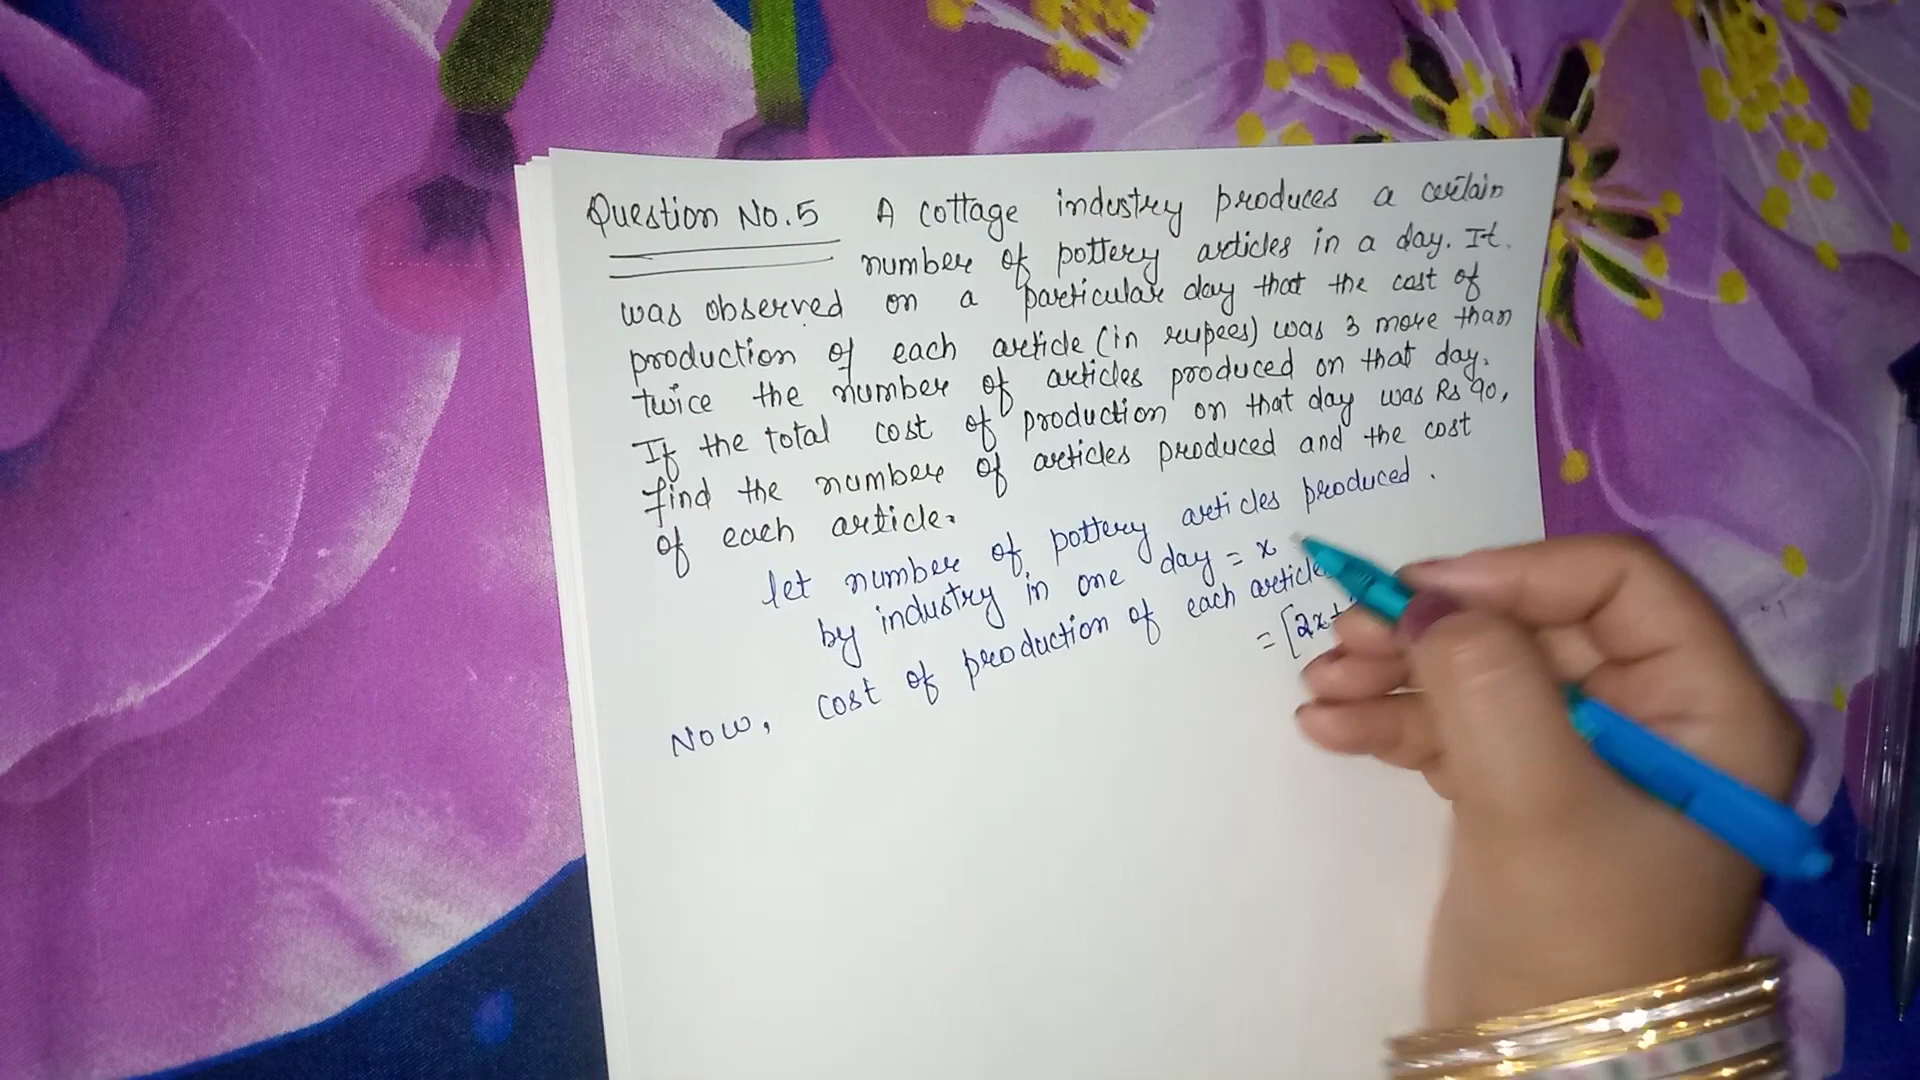 Question No.5 A cottage industry produces a certain
number of pottery articles in a day. It
was observed on a particular day that the cost of
production of each article (in rupees) was 3 more than
twice the number of articles produced on that day.
If the total cost of production on that day was Rs 90,
find the number of articles produced and the cost
of each article.
let number of pottery articles produced.
by industry in one day = x
Now, cost of production of each article
= [2x+